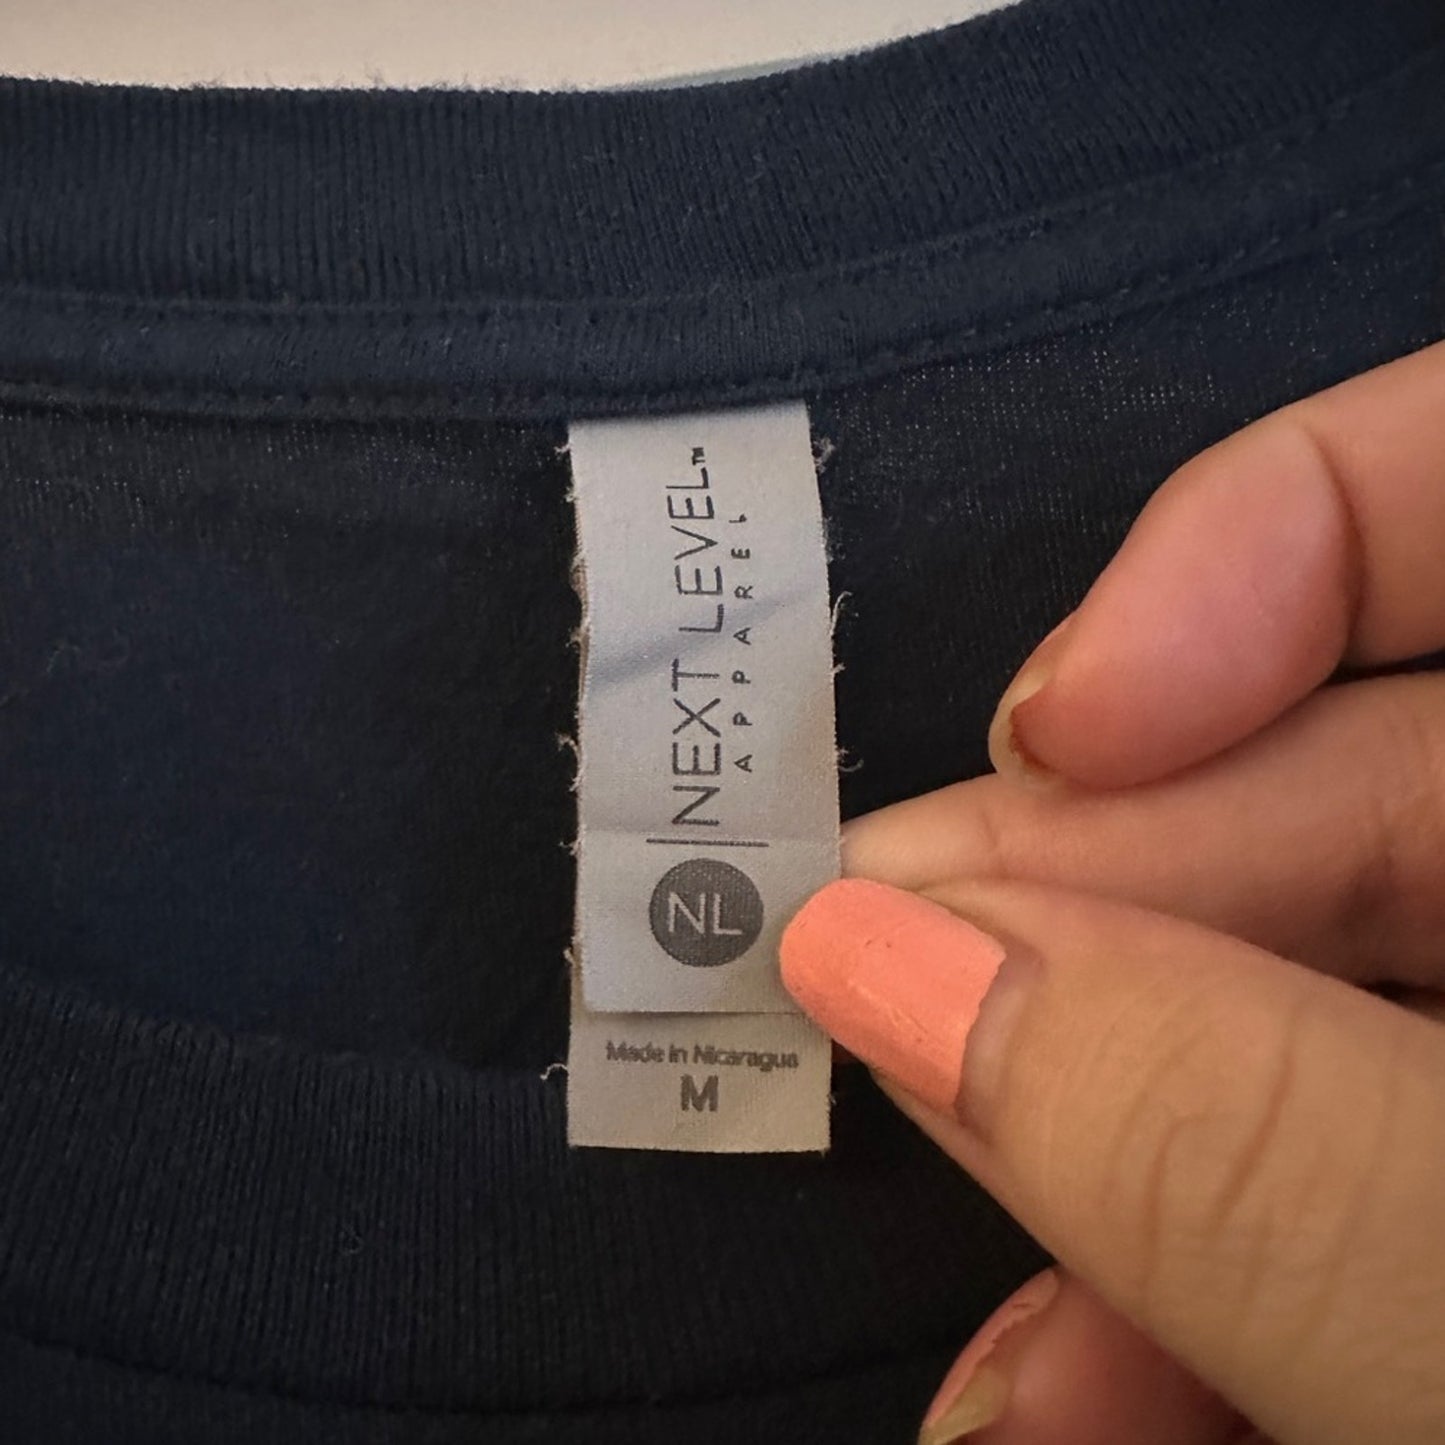 NEXT LEVEL™
APPAREL
NL
Made in Nicaragua
M